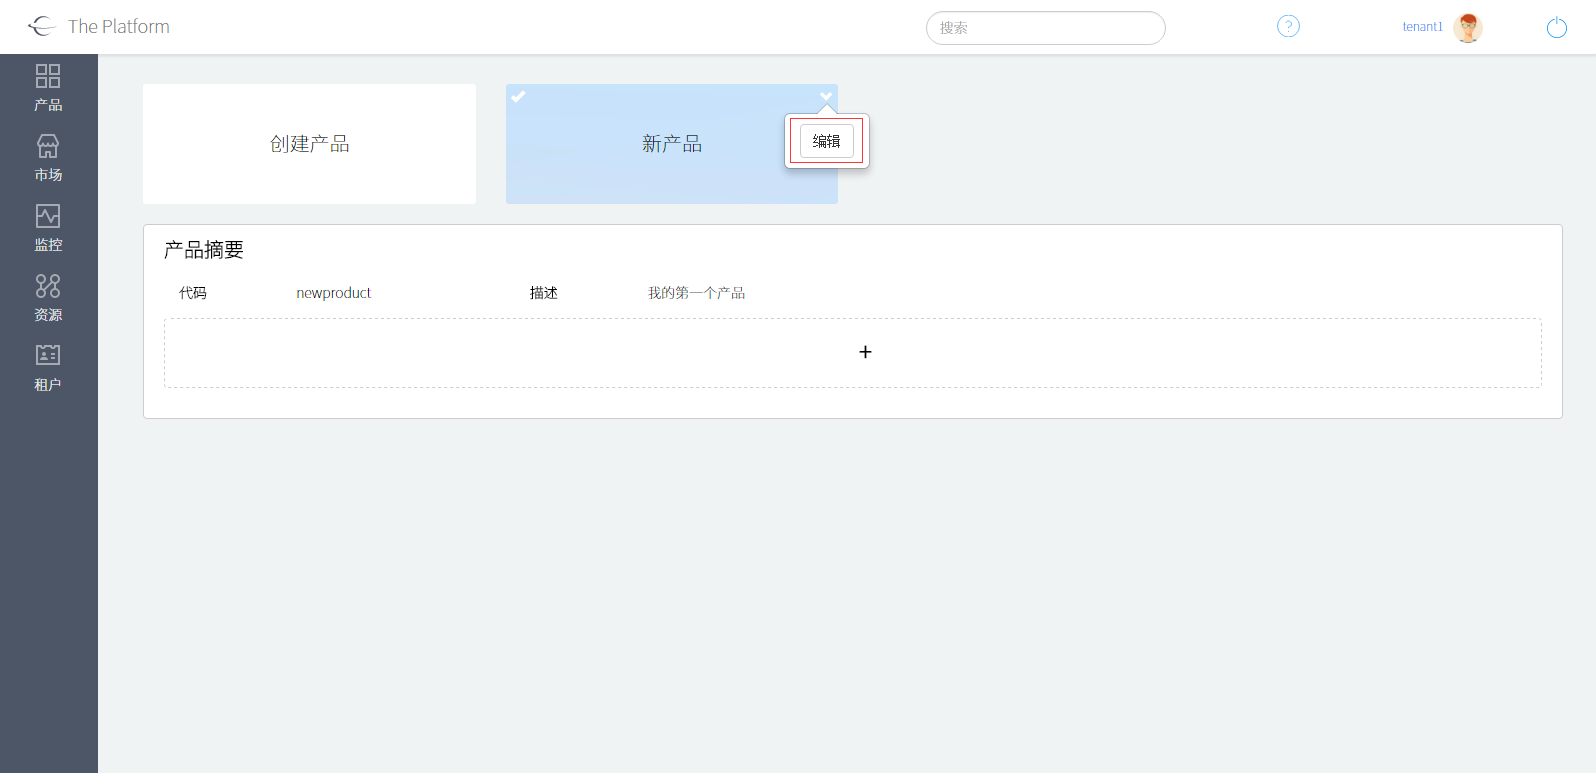 The Platform
搜索
?
tenant1
产品
市场
监控
资源
租户
创建产品
新产品
编辑
产品摘要
代码 newproduct 描述 我的第一个产品
+